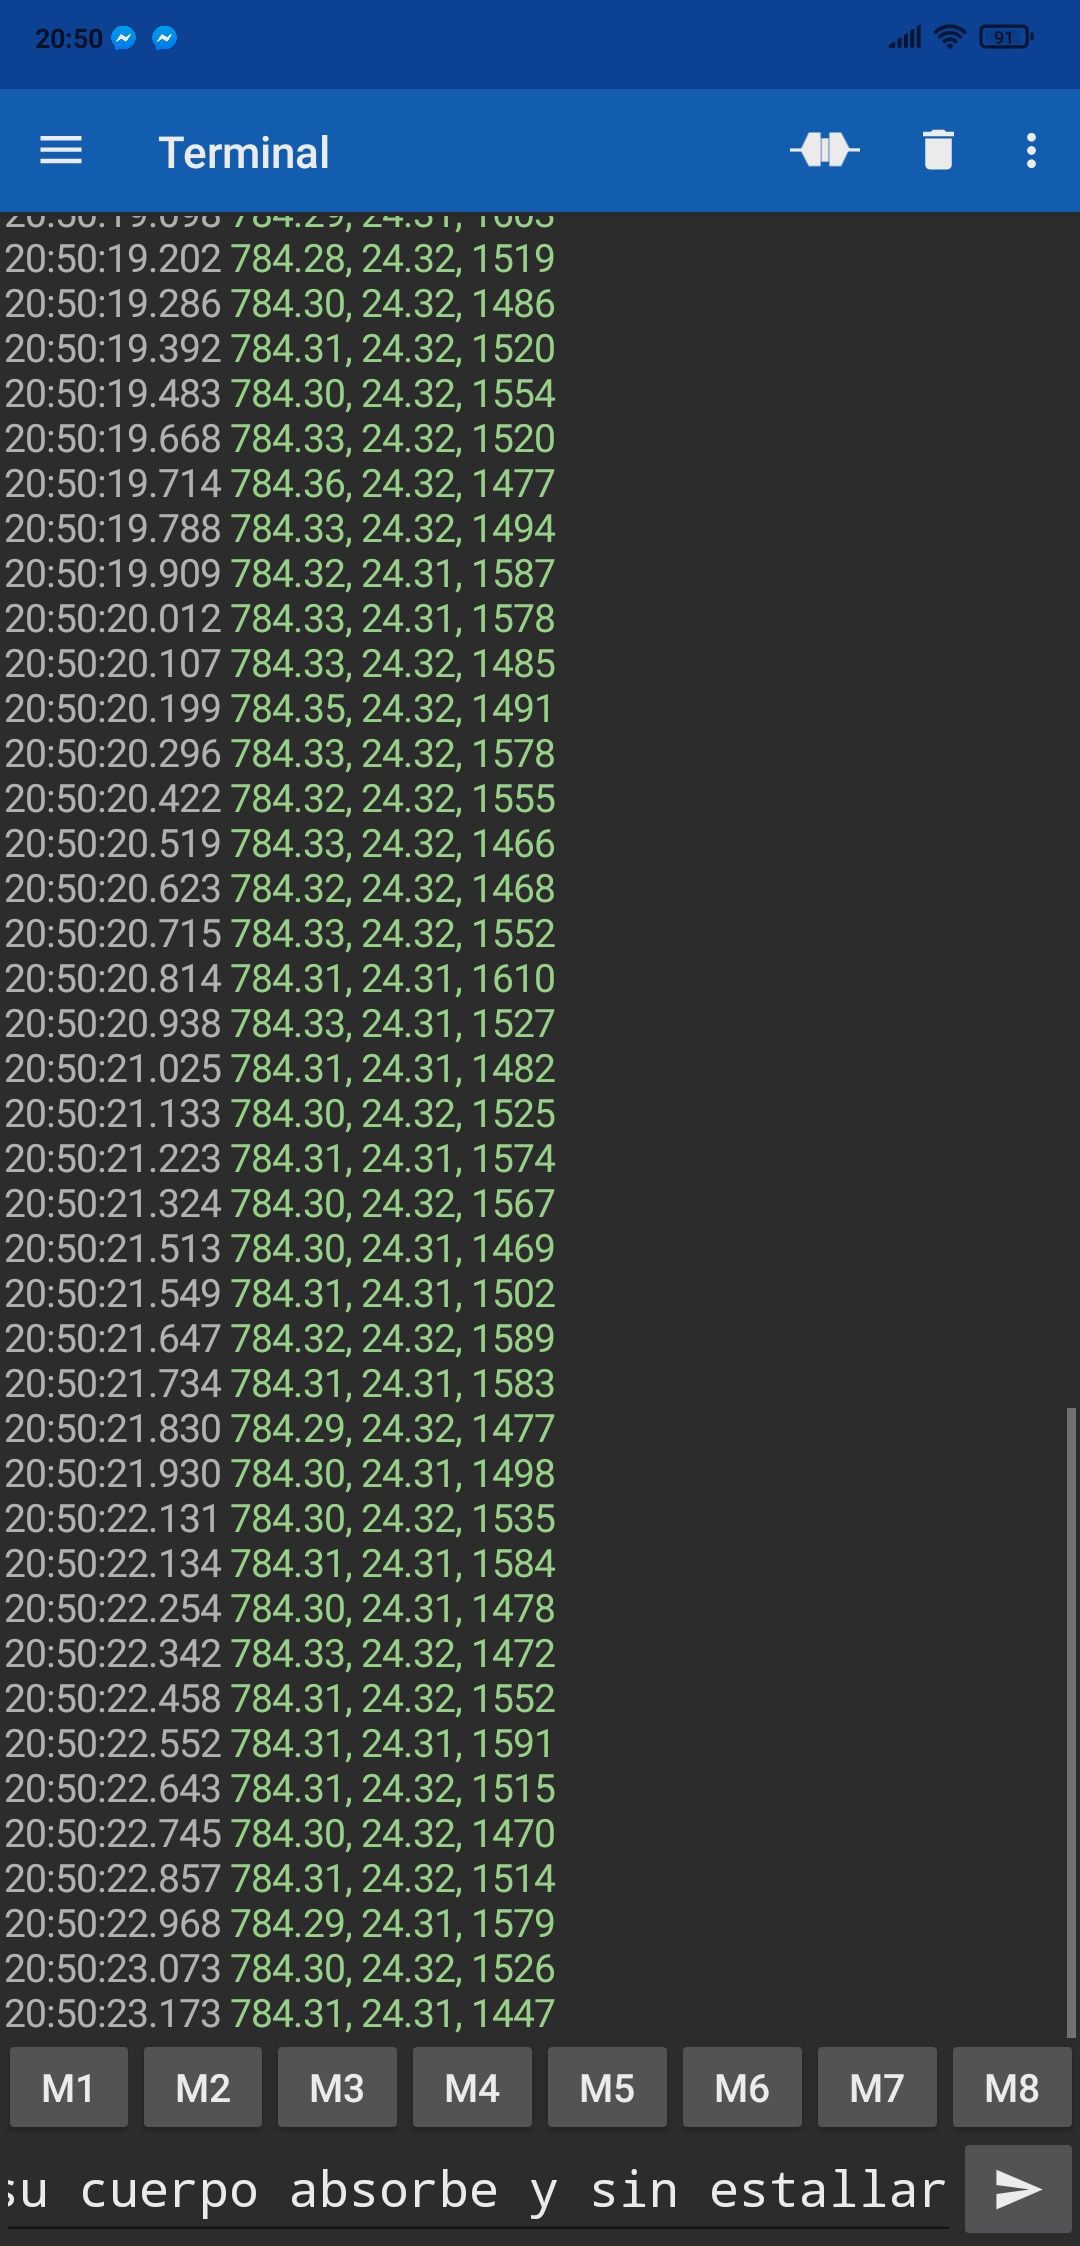 20:50
91
Terminal
20:50:19.098 784.29, 24.31, 1603
20:50:19.202 784.28, 24.32, 1519
20:50:19.286 784.30, 24.32, 1486
20:50:19.392 784.31, 24.32, 1520
20:50:19.483 784.30, 24.32, 1554
20:50:19.668 784.33, 24.32, 1520
20:50:19.714 784.36, 24.32, 1477
20:50:19.788 784.33, 24.32, 1494
20:50:19.909 784.32, 24.31, 1587
20:50:20.012 784.33, 24.31, 1578
20:50:20.107 784.33, 24.32, 1485
20:50:20.199 784.35, 24.32, 1491
20:50:20.296 784.33, 24.32, 1578
20:50:20.422 784.32, 24.32, 1555
20:50:20.519 784.33, 24.32, 1466
20:50:20.623 784.32, 24.32, 1468
20:50:20.715 784.33, 24.32, 1552
20:50:20.814 784.31, 24.31, 1610
20:50:20.938 784.33, 24.31, 1527
20:50:21.025 784.31, 24.31, 1482
20:50:21.133 784.30, 24.32, 1525
20:50:21.223 784.31, 24.31, 1574
20:50:21.324 784.30, 24.32, 1567
20:50:21.513 784.30, 24.31, 1469
20:50:21.549 784.31, 24.31, 1502
20:50:21.647 784.32, 24.32, 1589
20:50:21.734 784.31, 24.31, 1583
20:50:21.830 784.29, 24.32, 1477
20:50:21.930 784.30, 24.31, 1498
20:50:22.131 784.30, 24.32, 1535
20:50:22.134 784.31, 24.31, 1584
20:50:22.254 784.30, 24.31, 1478
20:50:22.342 784.33, 24.32, 1472
20:50:22.458 784.31, 24.32, 1552
20:50:22.552 784.31, 24.31, 1591
20:50:22.643 784.31, 24.32, 1515
20:50:22.745 784.30, 24.32, 1470
20:50:22.857 784.31, 24.32, 1514
20:50:22.968 784.29, 24.31, 1579
20:50:23.073 784.30, 24.32, 1526
20:50:23.173 784.31, 24.31, 1447
M1 M2 M3 M4 M5 M6 M7 M8
su cuerpo absorbe y sin estallar